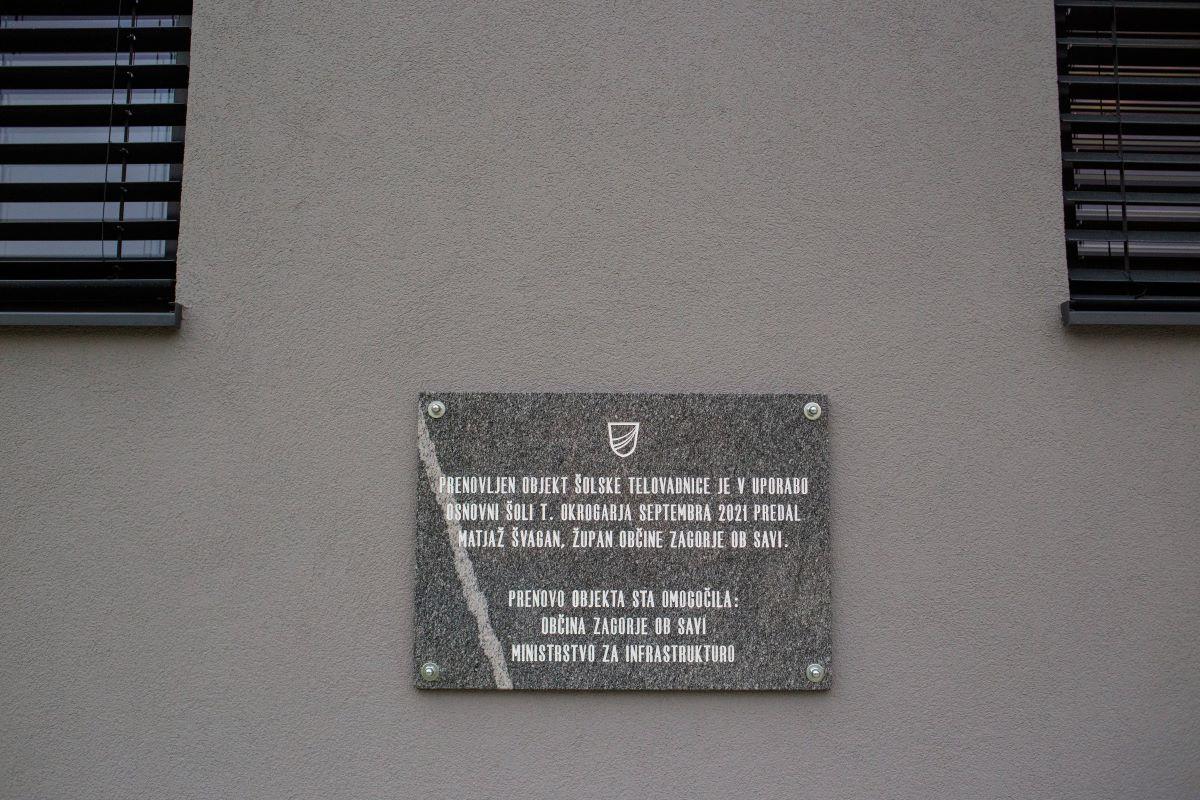 PRENOVLJEN OBJEKT ŠOLSKE TELOVADNICE JE V UPORABO
OSNOVNI ŠOLI T. OKROGARJA SEPTEMBRA 2021 PREDAL
MATJAŽ ŠVAGAN, ŽUPAN OBČINE ZAGORJE OB SAVI.
PRENOVO OBJEKTA STA OMOGOČILA:
OBČINA ZAGORJE OB SAVI
MINISTRSTVO ZA INFRASTRUKTURO